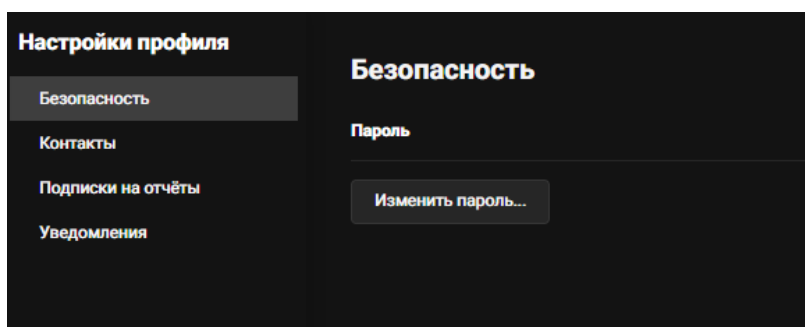 Настройки профиля
Безопасность
Контакты
Подписки на отчёты
Уведомления
Безопасность
Пароль
Изменить пароль...